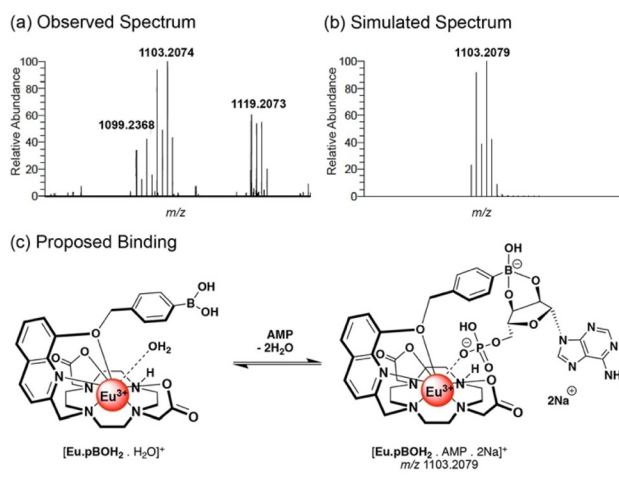 (a) Observed Spectrum
(b) Simulated Spectrum
1103.2074
1119.2073
1099.2368
100
80
60
40
20
0
Relative Abundance
m/z
1103.2079
100
80
60
40
20
0
Relative Abundance
m/z
(c) Proposed Binding
OH
B
OH
O
OH₂
O
O
N
N
H
O
Eu³⁺
N
N
N
O
AMP
- 2H₂O
OH
B
⊖
O
O
O
HO
O
⊖
O
P
O
N
N
N
N
NH
O
O
O
N
N
H
O
Eu³⁺
N
N
N
O
2Na⊕
[Eu.pBOH₂ . H₂O]⁺
[Eu.pBOH₂ . AMP . 2Na]⁺
m/z 1103.2079